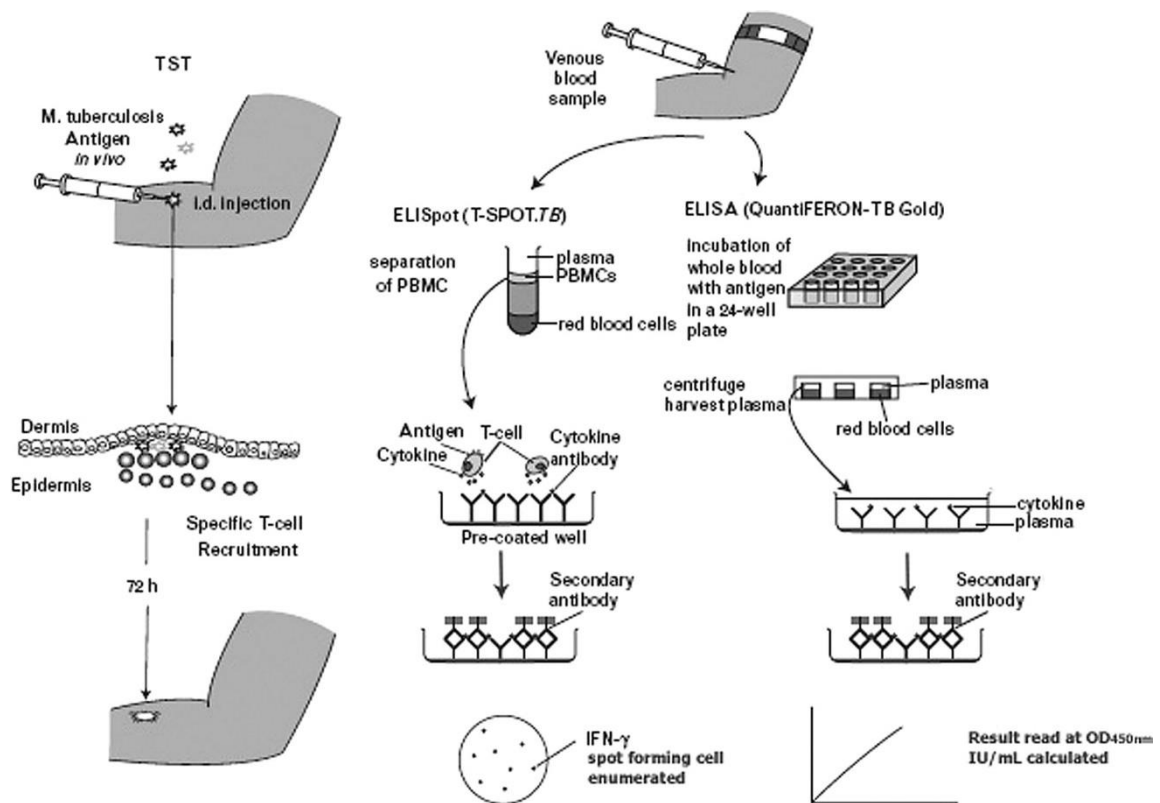 TST
M. tuberculosis
Antigen
in vivo
i.d. injection
Dermis
Epidermis
Specific T-cell
Recruitment
72 h
Venous
blood
sample
ELISpot (T-SPOT.TB)
separation
of PBMC
plasma
PBMCs
red blood cells
Antigen
T-cell
Cytokine
Cytokine
antibody
Pre-coated well
Secondary
antibody
IFN-γ
spot forming cell
enumerated
ELISA (QuantiFERON-TB Gold)
incubation of
whole blood
with antigen
in a 24-well
plate
centrifuge
harvest plasma
plasma
red blood cells
cytokine
plasma
Secondary
antibody
Result read at OD450nm
IU/mL calculated